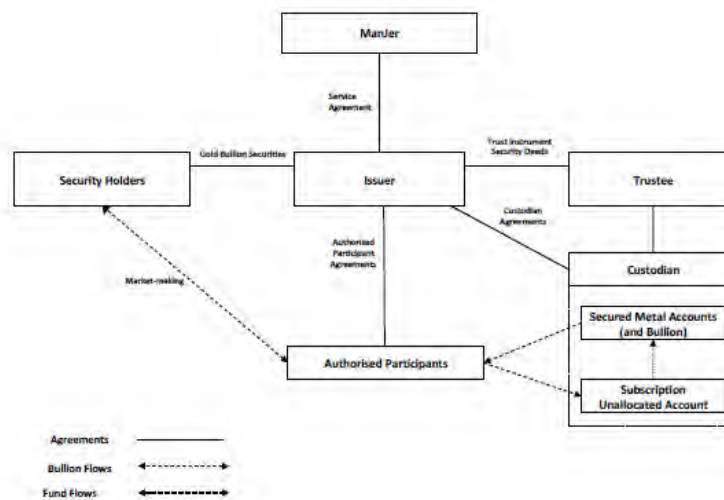 ManJer
Service
Agreement
Gold Bullion Securities
Trust Instrument
Security Deeds
Security Holders
Issuer
Trustee
Custodian
Agreements
Authorised
Participant
Agreements
Custodian
Market-making
Secured Metal Accounts
(and Bullion)
Authorised Participants
Subscription
Unallocated Account
Agreements
Bullion Flows
Fund Flows